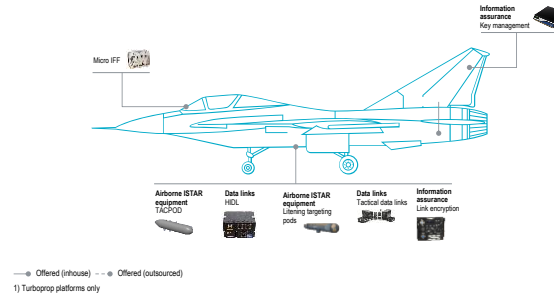 Information
assurance
Key management
Micro IFF
Airborne ISTAR
equipment
TACPOD
Data links
HIDL
Airborne ISTAR
equipment
Litening targeting
pods
Data links
Tactical data links
Information
assurance
Link encryption
Offered (inhouse)
Offered (outsourced)
1) Turboprop platforms only